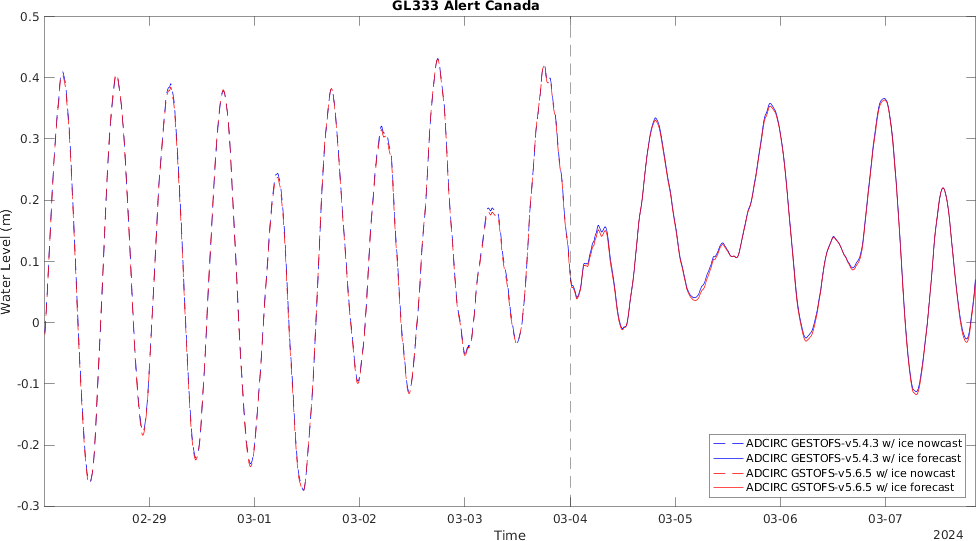 GL333 Alert Canada
0.5
0.4
0.3
0.2
0.1
0
-0.1
-0.2
-0.3
Water Level (m)
ADCIRC GESTOFS-v5.4.3 w/ ice nowcast
ADCIRC GESTOFS-v5.4.3 w/ ice forecast
ADCIRC GSTOFS-v5.6.5 w/ ice nowcast
ADCIRC GSTOFS-v5.6.5 w/ ice forecast
02-29 03-01 03-02 03-03 03-04 03-05 03-06 03-07
Time
2024